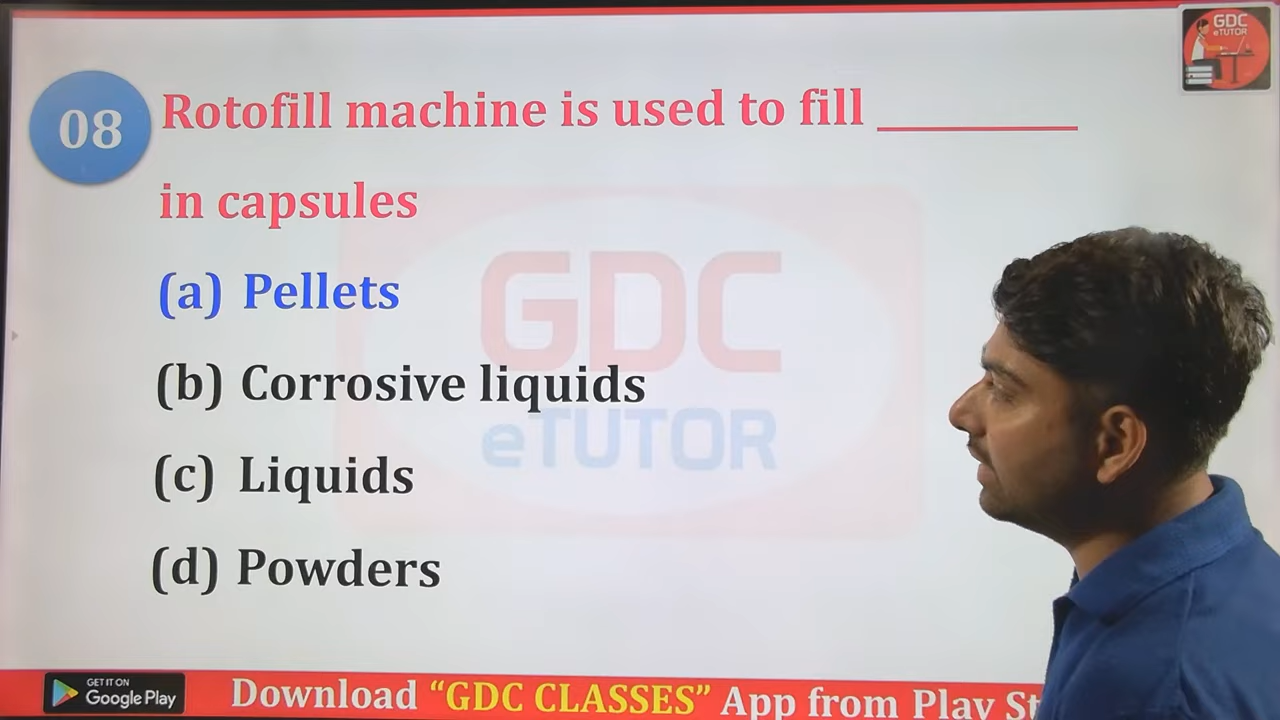 GDC
eTUTOR
08
Rotofill machine is used to fill ________
in capsules
(a) Pellets
(b) Corrosive liquids
(c) Liquids
(d) Powders
GDC
eTUTOR
GET IT ON
Google Play
Download “GDC CLASSES” App from Play St